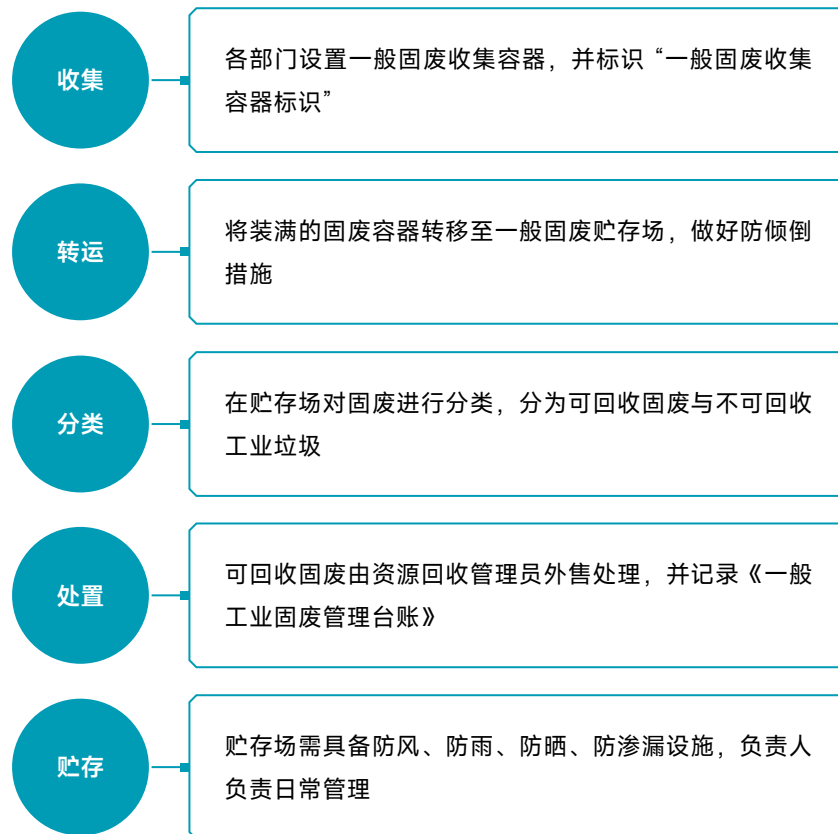 收集
各部门设置一般固废收集容器，并标识“一般固废收集
容器标识”
转运
将装满的固废容器转移至一般固废贮存场，做好防倾倒
措施
分类
在贮存场对固废进行分类，分为可回收固废与不可回收
工业垃圾
处置
可回收固废由资源回收管理员外售处理，并记录《一般
工业固废管理台账》
贮存
贮存场需具备防风、防雨、防晒、防渗漏设施，负责人
负责日常管理